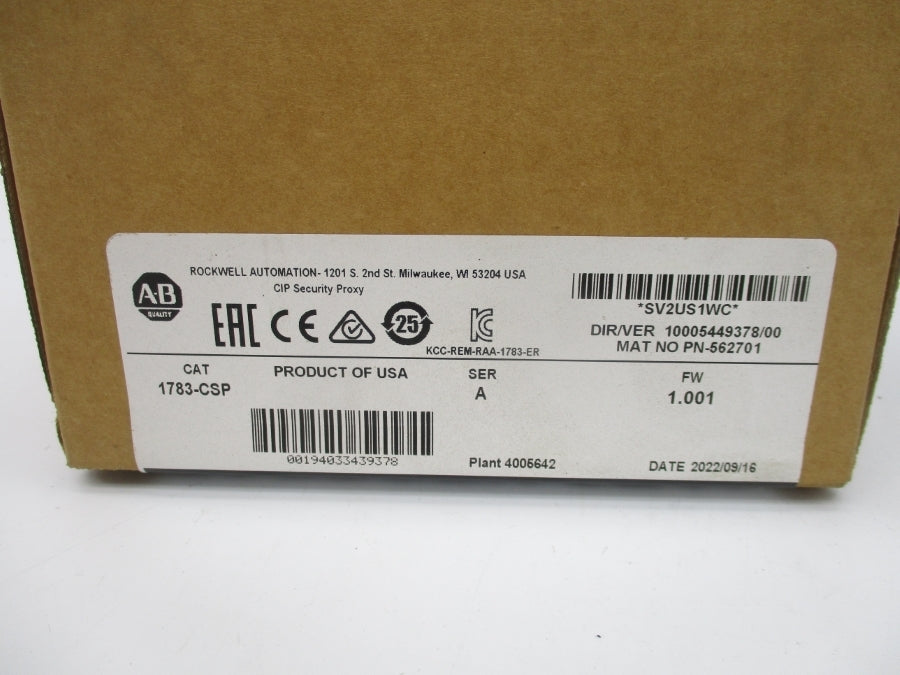 ROCKWELL AUTOMATION- 1201 S. 2nd St. Milwaukee, WI 53204 USA
CIP Security Proxy
A-B
QUALITY
EAC CE 25
KCC-REM-RAA-1783-ER
*SV2US1WC*
DIR/VER 10005449378/00
MAT NO PN-562701
CAT
1783-CSP
PRODUCT OF USA
SER
A
FW
1.001
00194033439378
Plant 4005642
DATE 2022/09/16